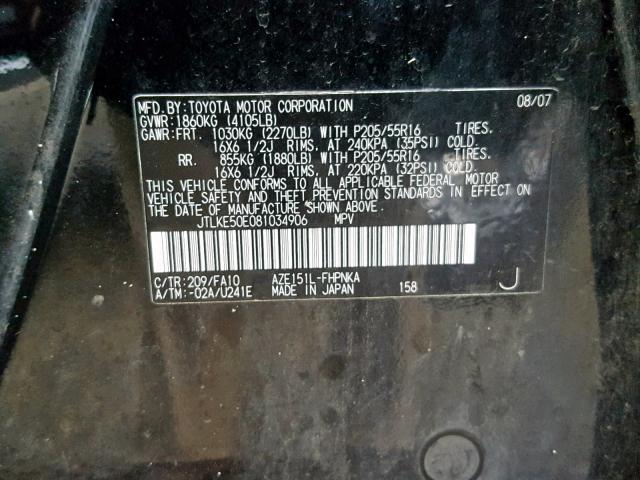 MFD.BY:TOYOTA MOTOR CORPORATION 08/07
GVWR:1860KG (4105LB)
GAWR:FRT. 1030KG (2270LB) WITH P205/55R16 TIRES,
16X6 1/2J RIMS, AT 240KPA (35PSI) COLD
RR. 855KG (1880LB) WITH P205/55R16 TIRES,
16X6 1/2J RIMS, AT 220KPA (32PSI) COLD
THIS VEHICLE CONFORMS TO ALL APPLICABLE FEDERAL MOTOR
VEHICLE SAFETY AND THEFT PREVENTION STANDARDS IN EFFECT ON
THE DATE OF MANUFACTURE SHOWN ABOVE.
JTLKE50E081034906 MPV
C/TR:209/FA10 AZE151L-FHPNKA
A/TM:-02A/U241E MADE IN JAPAN 158 J